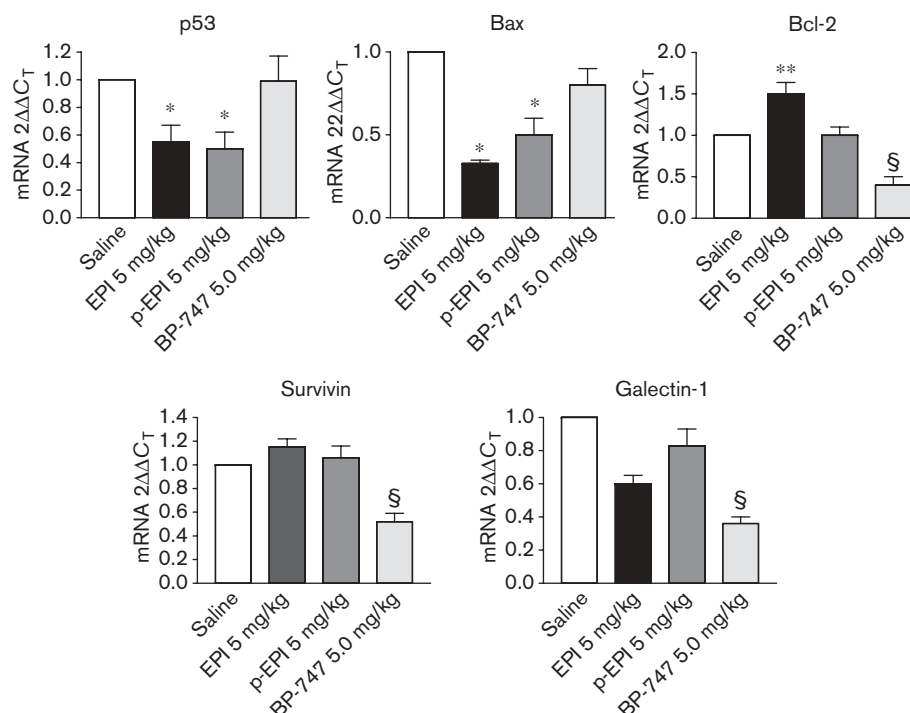 p53
mRNA 2ΔΔCT
1.2
1.0
0.8
0.6
0.4
0.2
0.0
*
*
Saline
EPI 5 mg/kg
p-EPI 5 mg/kg
BP-747 5.0 mg/kg
Bax
mRNA 22ΔΔCT
1.0
0.5
0.0
*
*
Saline
EPI 5 mg/kg
p-EPI 5 mg/kg
BP-747 5.0 mg/kg
Bcl-2
mRNA 2ΔΔCT
2.0
1.5
1.0
0.5
0.0
**
§
Saline
EPI 5 mg/kg
p-EPI 5 mg/kg
BP-747 5.0 mg/kg
Survivin
mRNA 2ΔΔCT
1.4
1.2
1.0
0.8
0.6
0.4
0.2
0.0
§
Saline
EPI 5 mg/kg
p-EPI 5 mg/kg
BP-747 5.0 mg/kg
Galectin-1
mRNA 2ΔΔCT
1.0
0.8
0.6
0.4
0.2
0.0
§
Saline
EPI 5 mg/kg
p-EPI 5 mg/kg
BP-747 5.0 mg/kg